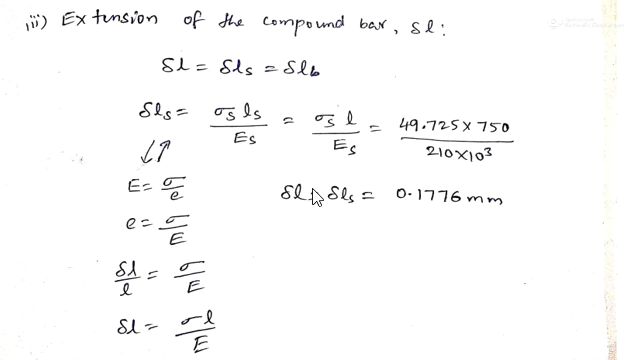 iii) Extension of the compound bar, δl:
δl = δls = δlb
δls = σs ls / Es = σs l / Es = 49.725 × 750 / 210×10³
E = σ/e
δl = δls = 0.1776 mm
e = σ/E
δl/l = σ/E
δl = σl/E